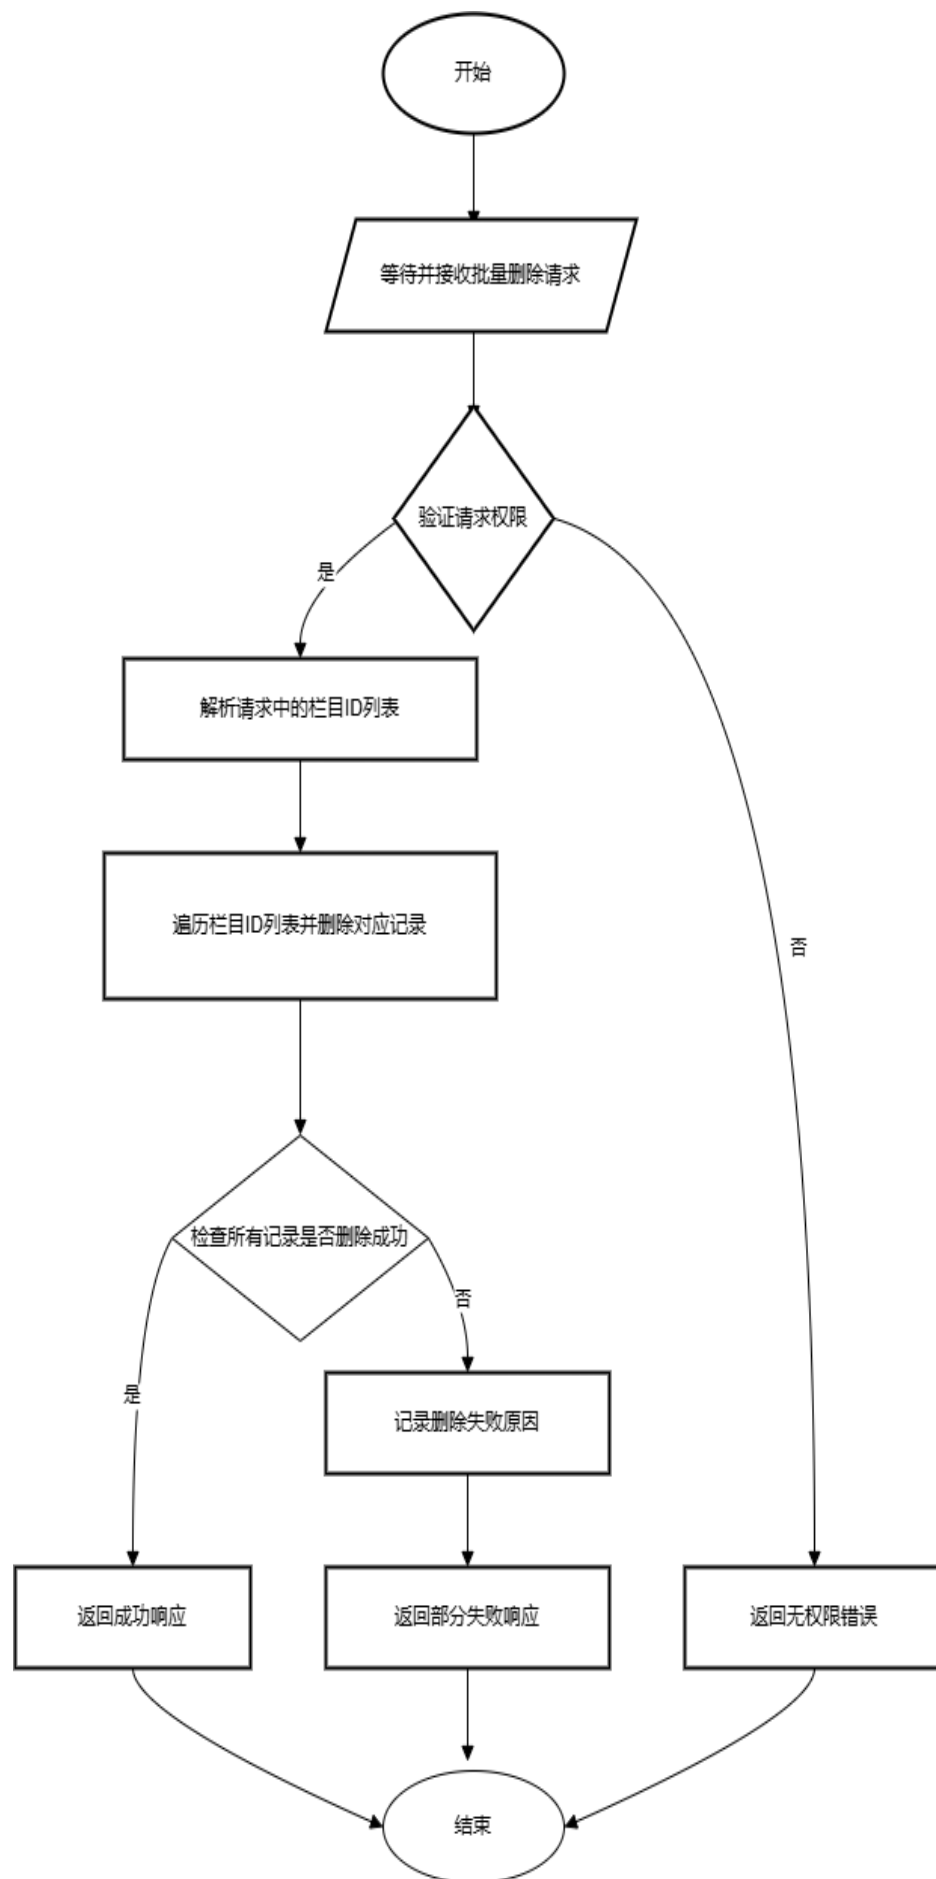 开始
等待并接收批量删除请求
验证请求权限
是
解析请求中的栏目ID列表
遍历栏目ID列表并删除对应记录
否
检查所有记录是否删除成功
否
是
记录删除失败原因
返回成功响应
返回部分失败响应
返回无权限错误
结束